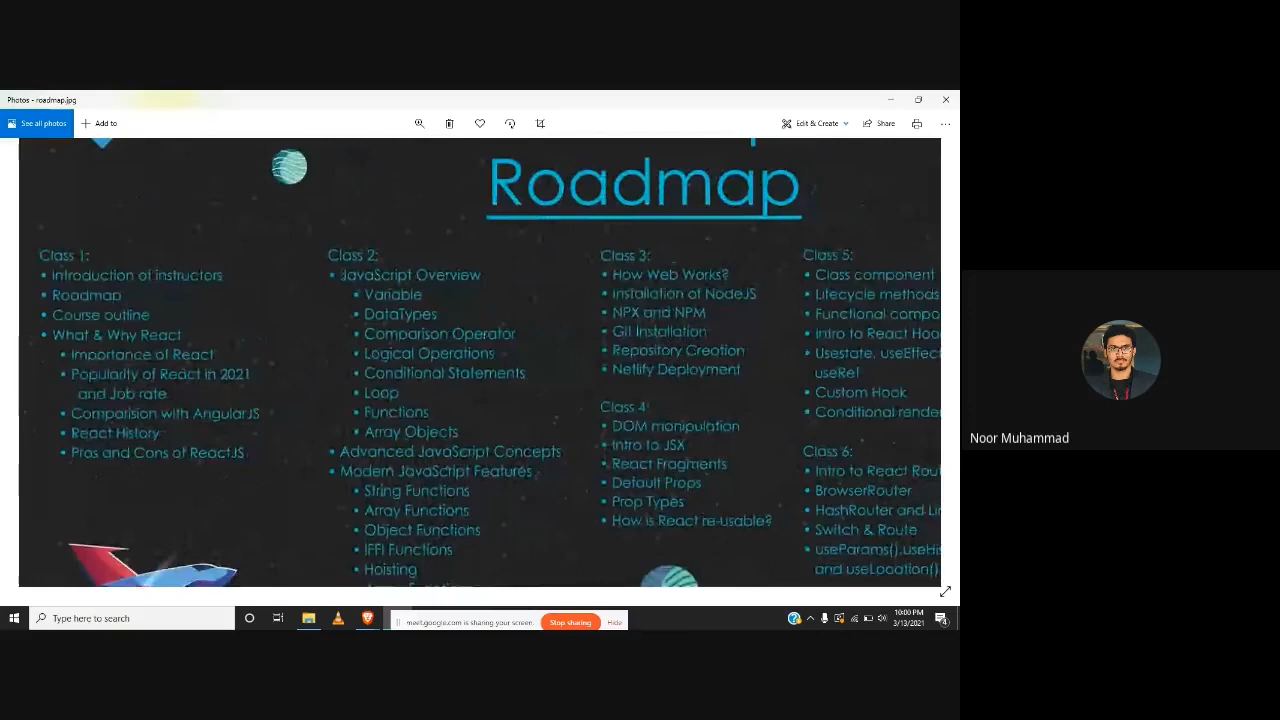 Photos - roadmap.jpg
See all photos
Add to
Edit & Create
Share
Roadmap
Class 1:
• Introduction of instructors
• Roadmap
• Course outline
• What & Why React
• Importance of React
• Popularity of React in 2021
and Job rate
• Comparision with AngularJS
• React History
• Pros and Cons of ReactJS
Class 2:
• JavaScript Overview
• Variable
• DataTypes
• Comparison Operator
• Logical Operations
• Conditional Statements
• Loop
• Functions
• Array Objects
• Advanced JavaScript Concepts
• Modern JavaScript Features
• String Functions
• Array Functions
• Object Functions
• IFFI Functions
• Hoisting
Class 3:
• How Web Works?
• Installation of NodeJS
• NPX and NPM
• Git Installation
• Repository Creation
• Netlify Deployment
Class 4:
• DOM manipulation
• Intro to JSX
• React Fragments
• Default Props
• Prop Types
• How is React re-usable?
Class 5:
• Class component
• Lifecycle methods
• Functional compo
• Intro to React Hoo
• Usestate, useEffec
useRef
• Custom Hook
• Conditional rende
Class 6:
• Intro to React Rou
• BrowserRouter
• HashRouter and Li
• Switch & Route
• useParams(),useHi
and useLocation()
Noor Muhammad
Type here to search
meet.google.com is sharing your screen.
Stop sharing
Hide
10:00 PM
3/13/2021
4